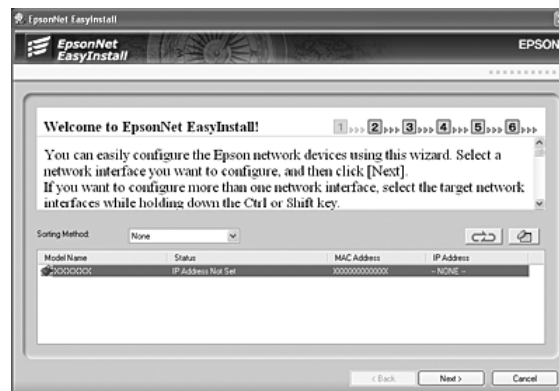 EpsonNet EasyInstall
EpsonNet
EasyInstall
EPSON
Welcome to EpsonNet EasyInstall!
1 >>> 2 >>> 3 >>> 4 >>> 5 >>> 6 >>>
You can easily configure the Epson network devices using this wizard. Select a
network interface you want to configure, and then click [Next].
If you want to configure more than one network interface, select the target network
interfaces while holding down the Ctrl or Shift key.
Sorting Method: None
Model Name Status MAC Address IP Address
XXXXXXX IP Address Not Set XXXXXXXXXXXX -- NONE --
< Back Next > Cancel